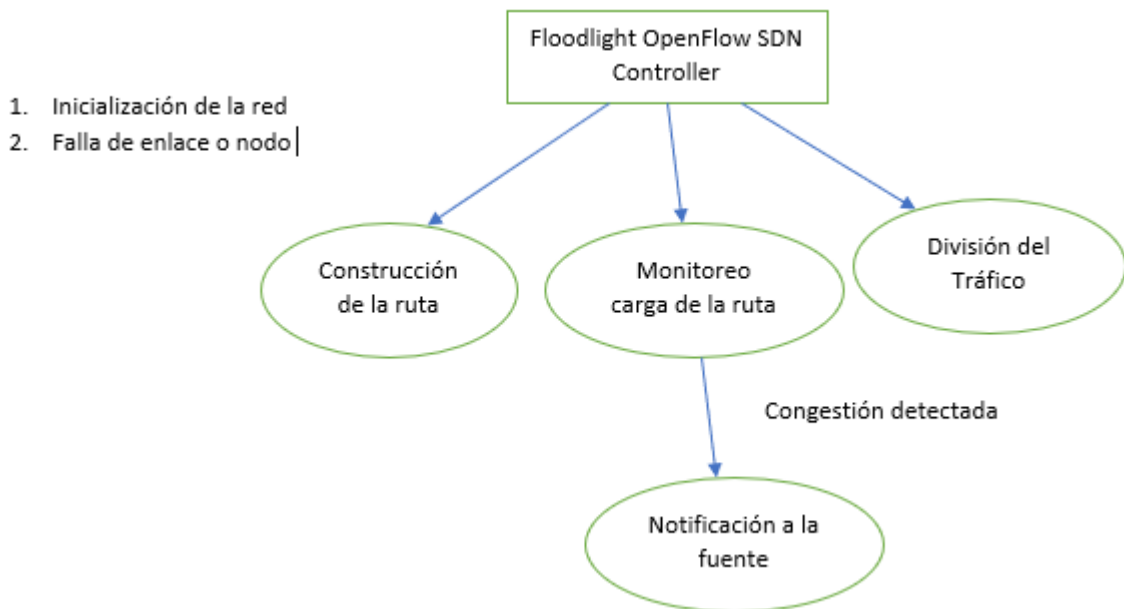 Floodlight OpenFlow SDN
Controller
1. Inicialización de la red
2. Falla de enlace o nodo
Construcción
de la ruta
Monitoreo
carga de la ruta
División del
Tráfico
Congestión detectada
Notificación a la
fuente